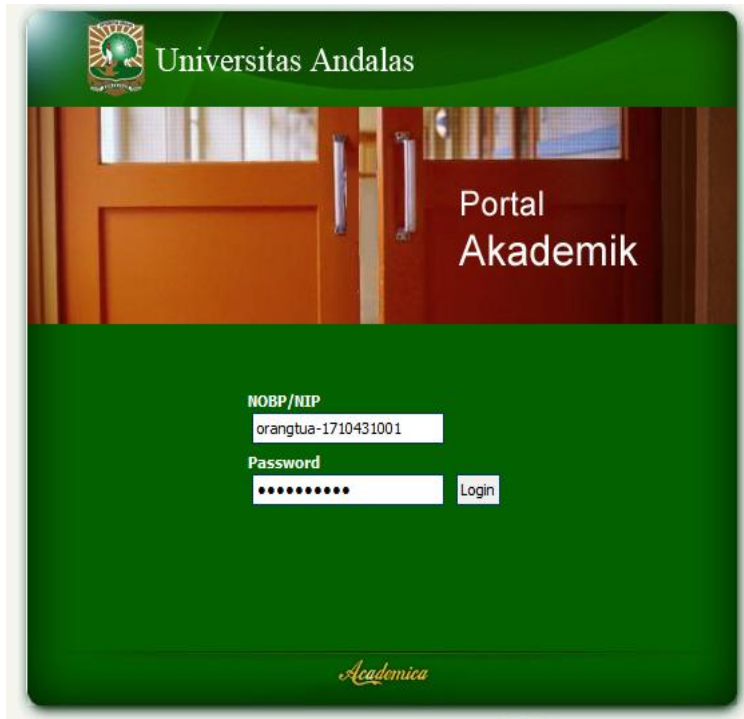 Universitas Andalas
Portal
Akademik
NOBP/NIP
orangtua-1710431001
Password
••••••••••
Login
Academica